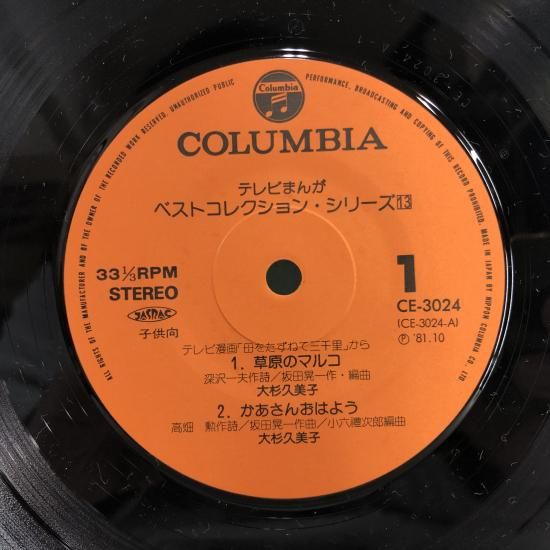 ALL RIGHTS OF THE MANUFACTURER AND OF THE OWNER OF THE RECORDED WORK RESERVED. UNAUTHORIZED PUBLIC PERFORMANCE, BROADCASTING AND COPYING OF THIS RECORD PROHIBITED. MADE IN JAPAN BY NIPPON COLUMBIA CO., LTD.
Columbia
COLUMBIA
テレビまんが
ベストコレクション・シリーズ13
33⅓RPM
STEREO
JASRAC
子供向
1
CE-3024
(CE-3024-A)
Ⓟ '81.10
テレビ漫画「母をたずねて三千里」から
1. 草原のマルコ
深沢一夫作詩/坂田晃一作・編曲
大杉久美子
2. かあさんおはよう
高畑 勲作詩/坂田晃一作曲/小六禮次郎編曲
大杉久美子